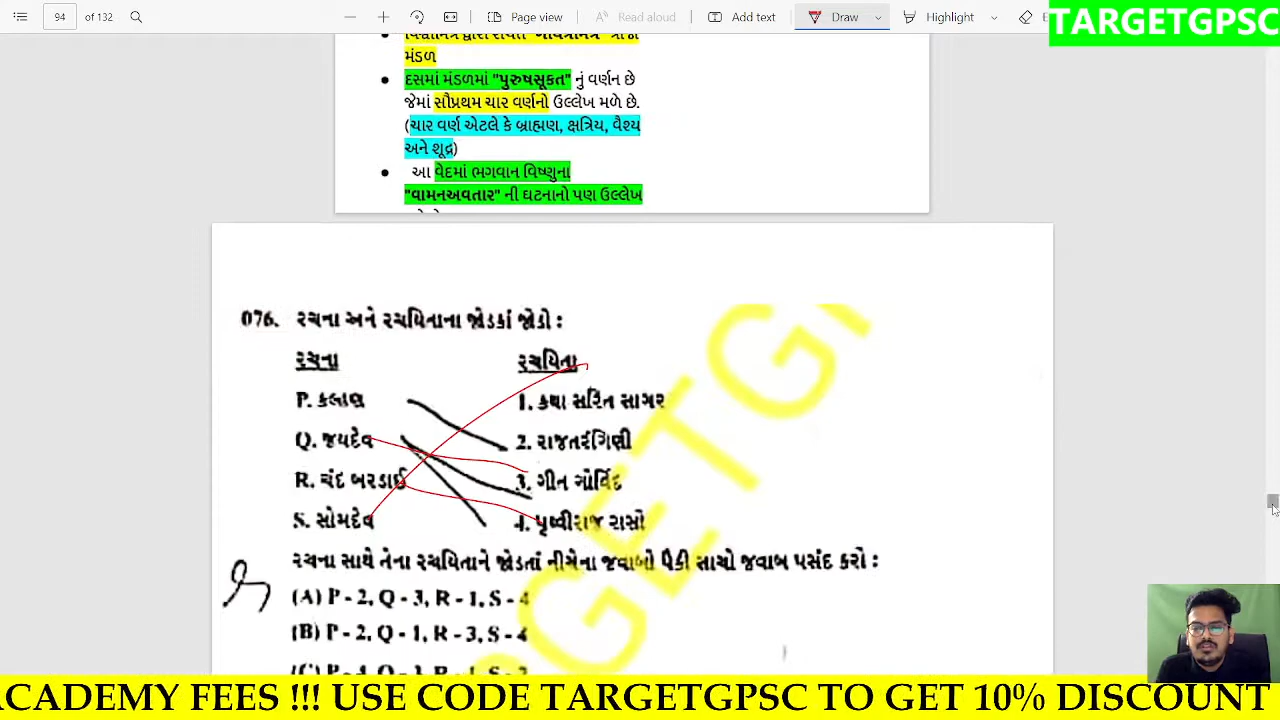 94 of 132 Page view Read aloud Add text Draw Highlight
TARGETGPSC
મંડળ
• દસમાં મંડળમાં "પુરુષસૂકત" નું વર્ણન છે
જેમાં સૌપ્રથમ ચાર વર્ણનો ઉલ્લેખ મળે છે.
(ચાર વર્ણ એટલે કે બ્રાહ્મણ, ક્ષત્રિય, વૈશ્ય
અને શૂદ્ર)
• આ વેદમાં ભગવાન વિષ્ણુના
"વામનઅવતાર" ની ઘટનાનો પણ ઉલ્લેખ
076. રચના અને રચયિતાના જોડકાં જોડો :
રચના રચયિતા
P. કલાણ 1. કથા સરિત સાગર
Q. જયદેવ 2. રાજતરંગિણી
R. ચંદ બરડાઈ 3. ગીત ગોવિંદ
S. સોમદેવ 4. પૃથ્વીરાજ રાસો
રચના સાથે તેના રચયિતાને જોડતાં નીચેના જવાબો પૈકી સાચો જવાબ પસંદ કરો :
(A) P - 2, Q - 3, R - 1, S - 4
(B) P - 2, Q - 1, R - 3, S - 4
TARGETG
CADEMY FEES !!! USE CODE TARGETGPSC TO GET 10% DISCOUNT